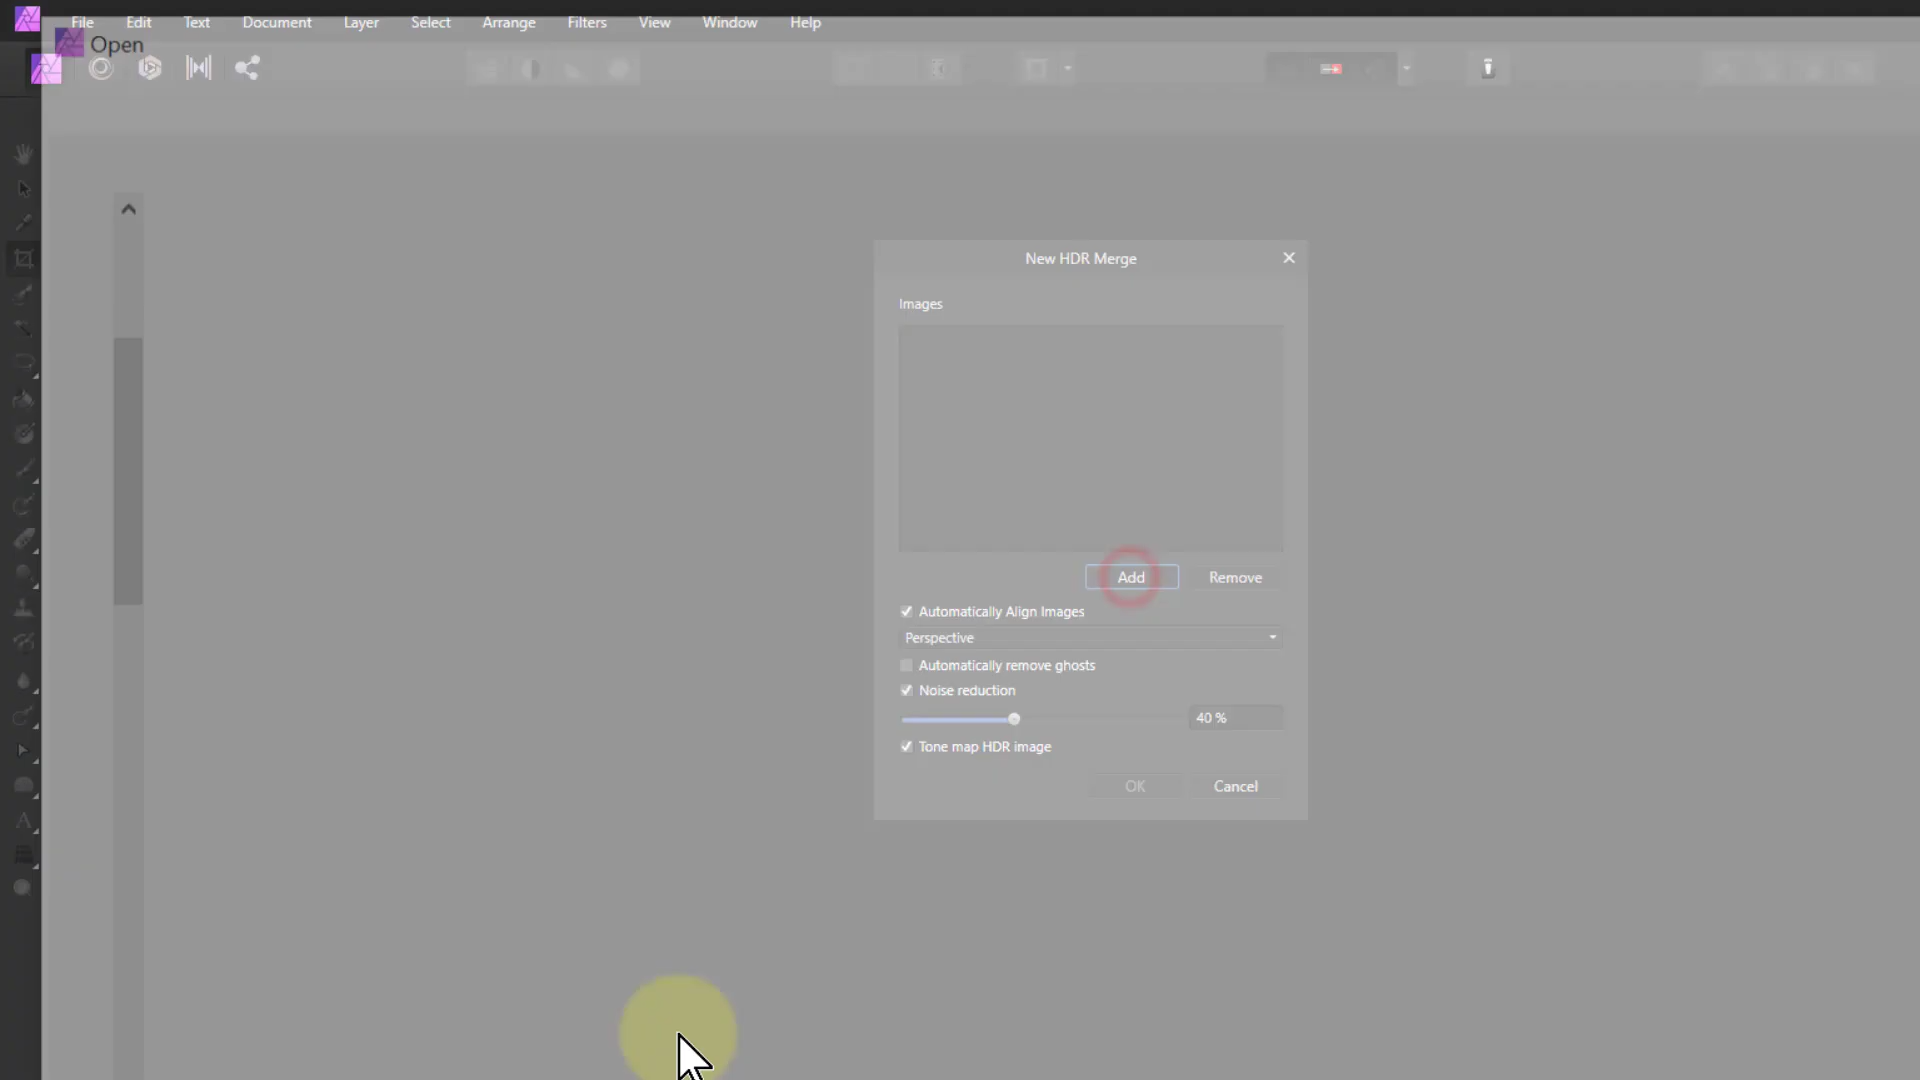 File Edit Text Document Layer Select Arrange Filters View Window Help
Open
New HDR Merge
Images
Add Remove
Automatically Align Images
Perspective
Automatically remove ghosts
Noise reduction
40 %
Tone map HDR image
OK Cancel